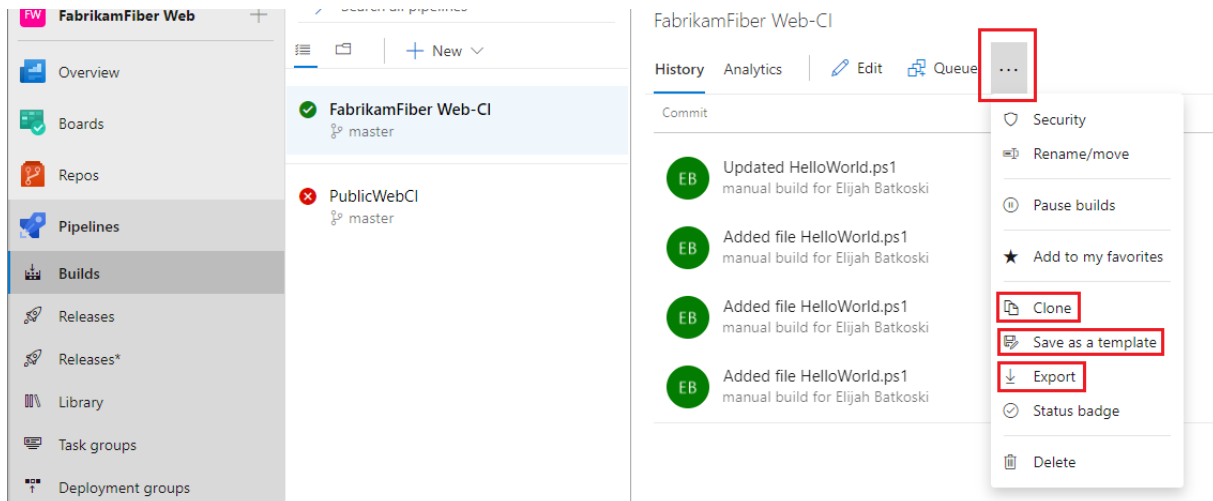 FW FabrikamFiber Web
Overview
Boards
Repos
Pipelines
Builds
Releases
Releases*
Library
Task groups
Deployment groups
Search all pipelines
New
FabrikamFiber Web-CI
master
PublicWebCI
master
FabrikamFiber Web-CI
History Analytics Edit Queue ...
Commit
EB Updated HelloWorld.ps1
manual build for Elijah Batkoski
EB Added file HelloWorld.ps1
manual build for Elijah Batkoski
EB Added file HelloWorld.ps1
manual build for Elijah Batkoski
EB Added file HelloWorld.ps1
manual build for Elijah Batkoski
Security
Rename/move
Pause builds
Add to my favorites
Clone
Save as a template
Export
Status badge
Delete